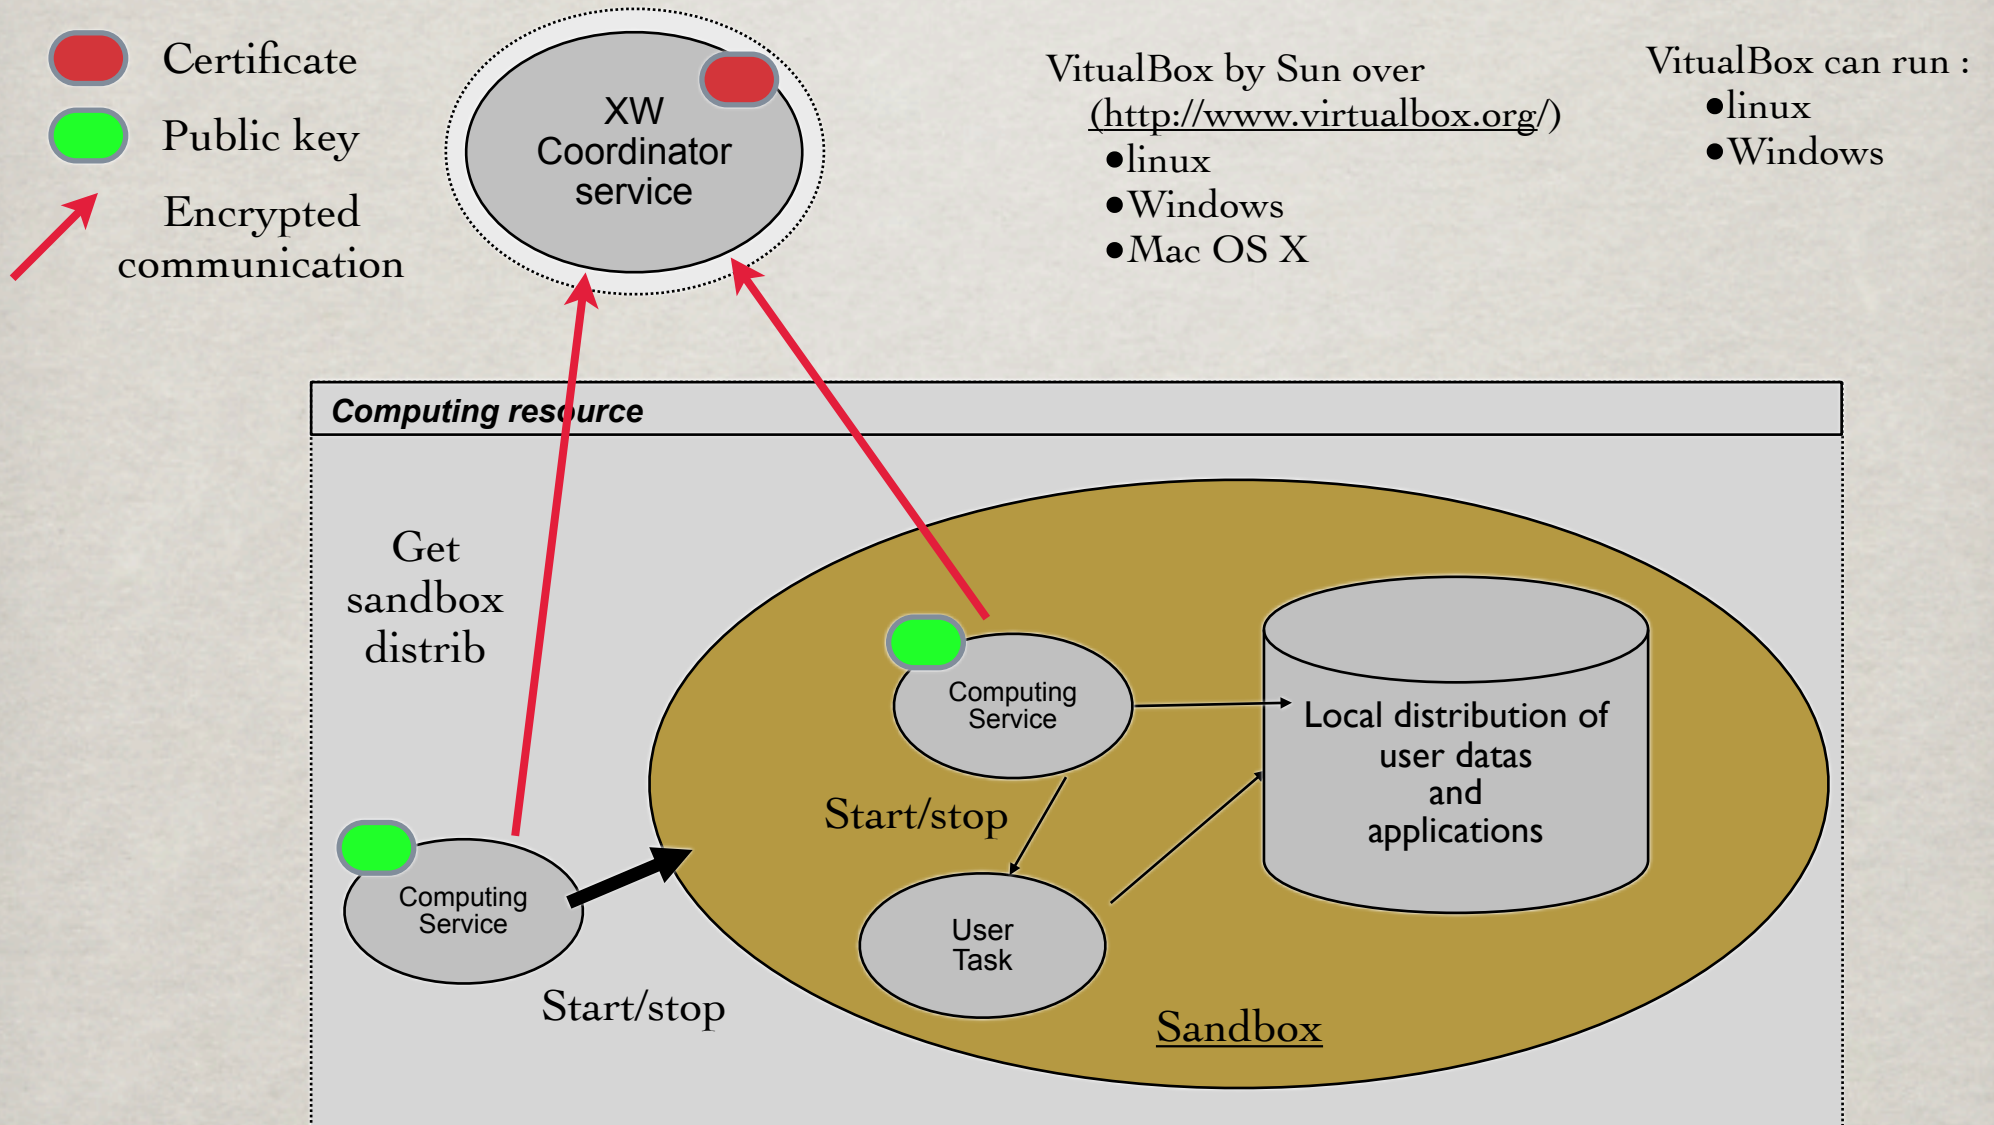 Certificate
Public key
Encrypted
communication
XW
Coordinator
service
VitualBox by Sun over
(http://www.virtualbox.org/)
•linux
•Windows
•Mac OS X
VitualBox can run :
•linux
•Windows
Computing resource
Get
sandbox
distrib
Computing
Service
Start/stop
Computing
Service
Start/stop
User
Task
Local distribution of
user datas
and
applications
Sandbox